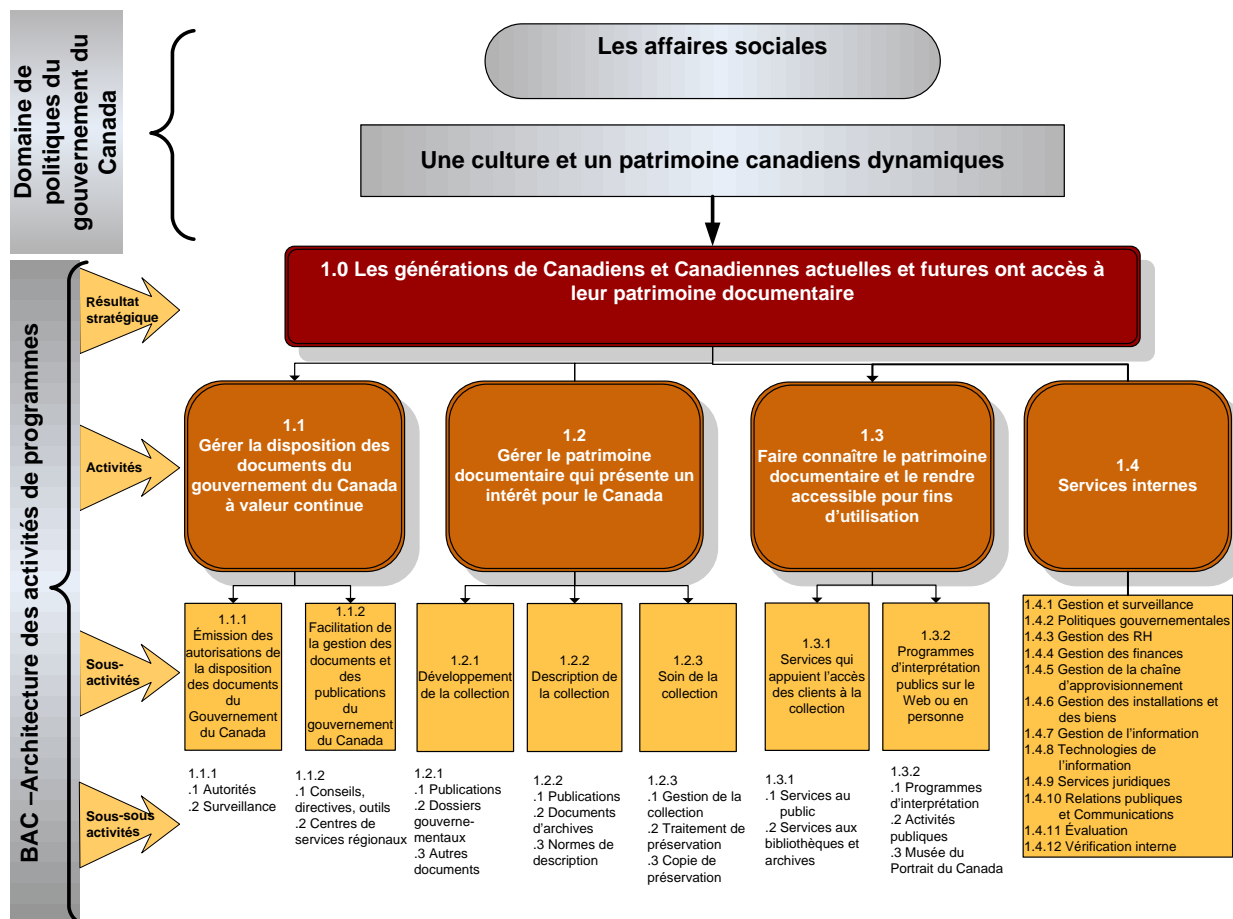 Domaine de
politiques du
gouvernement du
Canada
Les affaires sociales
Une culture et un patrimoine canadiens dynamiques
BAC –Architecture des activités de programmes
Résultat
stratégique
1.0 Les générations de Canadiens et Canadiennes actuelles et futures ont accès à
leur patrimoine documentaire
Activités
1.1
Gérer la disposition des
documents du
gouvernement du Canada
à valeur continue
1.2
Gérer le patrimoine
documentaire qui présente un
intérêt pour le Canada
1.3
Faire connaître le patrimoine
documentaire et le rendre
accessible pour fins
d’utilisation
1.4
Services internes
Sous-
activités
1.1.1
Émission des
autorisations de
la disposition
des documents
du
Gouvernement
du Canada
1.1.2
Facilitation de
la gestion des
documents et
des
publications
du
gouvernement
du Canada
1.2.1
Développement
de la collection
1.2.2
Description de
la collection
1.2.3
Soin de la
collection
1.3.1
Services qui
appuient l’accès
des clients à la
collection
1.3.2
Programmes
d’interprétation
publics sur le
Web ou en
personne
1.4.1 Gestion et surveillance
1.4.2 Politiques gouvernementales
1.4.3 Gestion des RH
1.4.4 Gestion des finances
1.4.5 Gestion de la chaîne
d’approvisionnement
1.4.6 Gestion des installations et
des biens
1.4.7 Gestion de l’information
1.4.8 Technologies de
l’information
1.4.9 Services juridiques
1.4.10 Relations publiques
et Communications
1.4.11 Évaluation
1.4.12 Vérification interne
Sous-sous
activités
1.1.1
.1 Autorités
.2 Surveillance
1.1.2
.1 Conseils,
directives, outils
.2 Centres de
services régionaux
1.2.1
.1 Publications
.2 Dossiers
gouverne-
mentaux
.3 Autres
documents
1.2.2
.1 Publications
.2 Documents
d’archives
.3 Normes de
description
1.2.3
.1 Gestion de la
collection
.2 Traitement de
préservation
.3 Copie de
préservation
1.3.1
.1 Services au
public
.2 Services aux
bibliothèques et
archives
1.3.2
.1 Programmes
d’interprétation
.2 Activités
publiques
.3 Musée du
Portrait du Canada